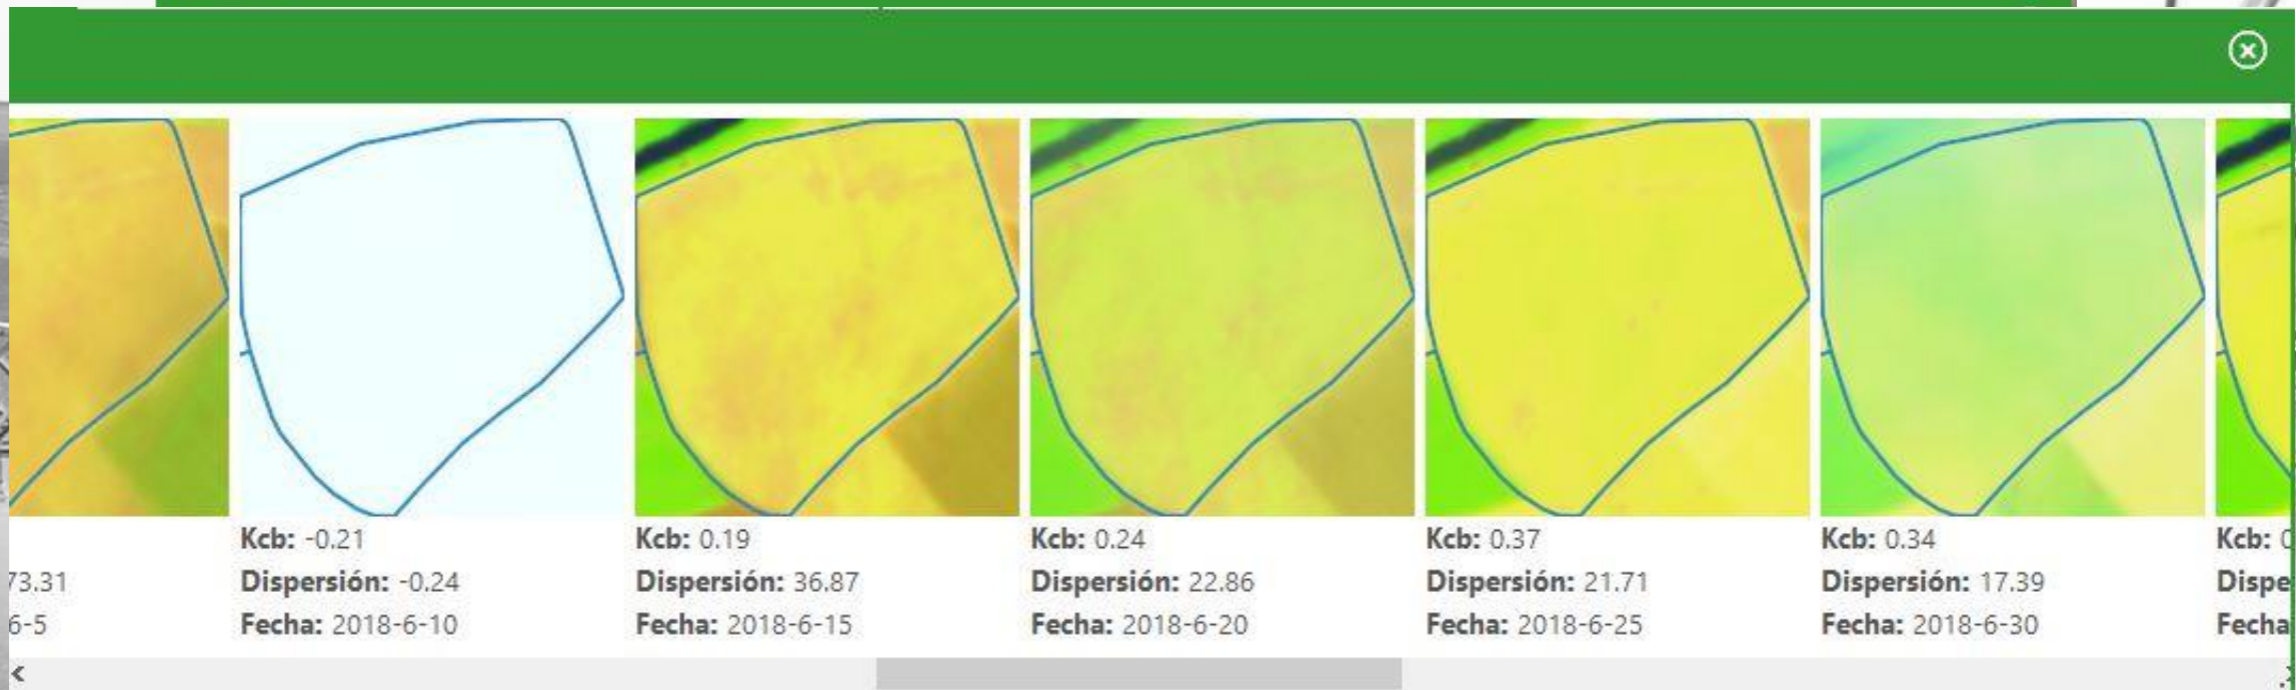 73.31
6-5
Kcb: -0.21
Dispersión: -0.24
Fecha: 2018-6-10
Kcb: 0.19
Dispersión: 36.87
Fecha: 2018-6-15
Kcb: 0.24
Dispersión: 22.86
Fecha: 2018-6-20
Kcb: 0.37
Dispersión: 21.71
Fecha: 2018-6-25
Kcb: 0.34
Dispersión: 17.39
Fecha: 2018-6-30
Kcb:
Dispe
Fecha